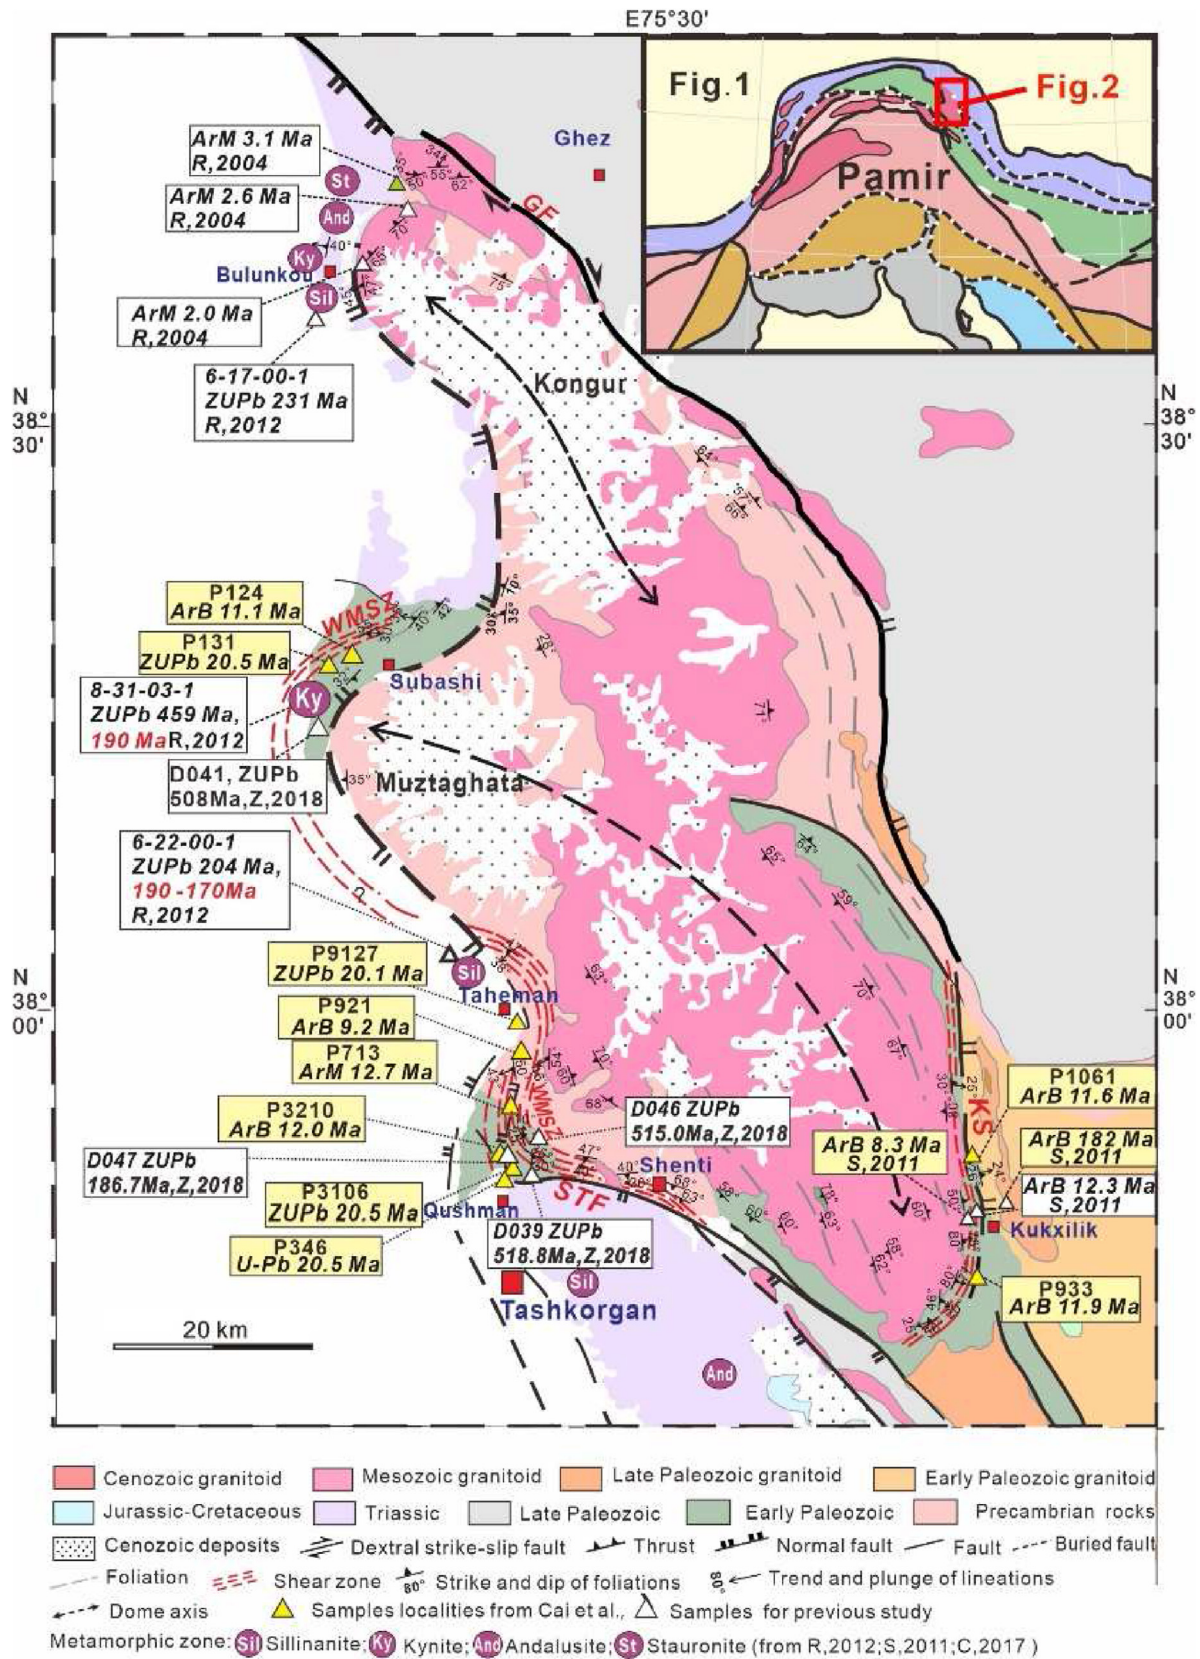 E75°30'
Fig.1
Fig.2
Pamir
ArM 3.1 Ma
R,2004
St
ArM 2.6 Ma
R,2004
And
Ghez
GF
Ky
Bulunkou
Sil
ArM 2.0 Ma
R,2004
6-17-00-1
ZUPb 231 Ma
R,2012
Kongur
N
38°
30'
N
38°
30'
P124
ArB 11.1 Ma
WMSZ
P131
ZUPb 20.5 Ma
Subashi
8-31-03-1
ZUPb 459 Ma,
190 Ma R,2012
Ky
D041, ZUPb
508Ma,Z,2018
Muztaghata
6-22-00-1
ZUPb 204 Ma,
190 -170Ma
R,2012
P9127
ZUPb 20.1 Ma
Sil
Taheman
N
38°
00'
N
38°
00'
P921
ArB 9.2 Ma
P713
ArM 12.7 Ma
WMSZ
P3210
ArB 12.0 Ma
D046 ZUPb
515.0Ma,Z,2018
D047 ZUPb
186.7Ma,Z,2018
Shenti
STF
P3106
ZUPb 20.5 Ma
Qushman
D039 ZUPb
518.8Ma,Z,2018
P346
U-Pb 20.5 Ma
Sil
Tashkorgan
KS
P1061
ArB 11.6 Ma
ArB 8.3 Ma
S,2011
ArB 182 Ma
S,2011
ArB 12.3 Ma
S,2011
Kukxilik
P933
ArB 11.9 Ma
And
20 km
Cenozoic granitoid
Mesozoic granitoid
Late Paleozoic granitoid
Early Paleozoic granitoid
Jurassic-Cretaceous
Triassic
Late Paleozoic
Early Paleozoic
Precambrian rocks
Cenozoic deposits
Dextral strike-slip fault
Thrust
Normal fault
Fault
Buried fault
Foliation
Shear zone
80° Strike and dip of foliations
80° Trend and plunge of lineations
Dome axis
Samples localities from Cai et al.,
Samples for previous study
Metamorphic zone: Sil Sillinanite; Ky Kynite; And Andalusite; St Stauronite (from R,2012;S,2011;C,2017 )